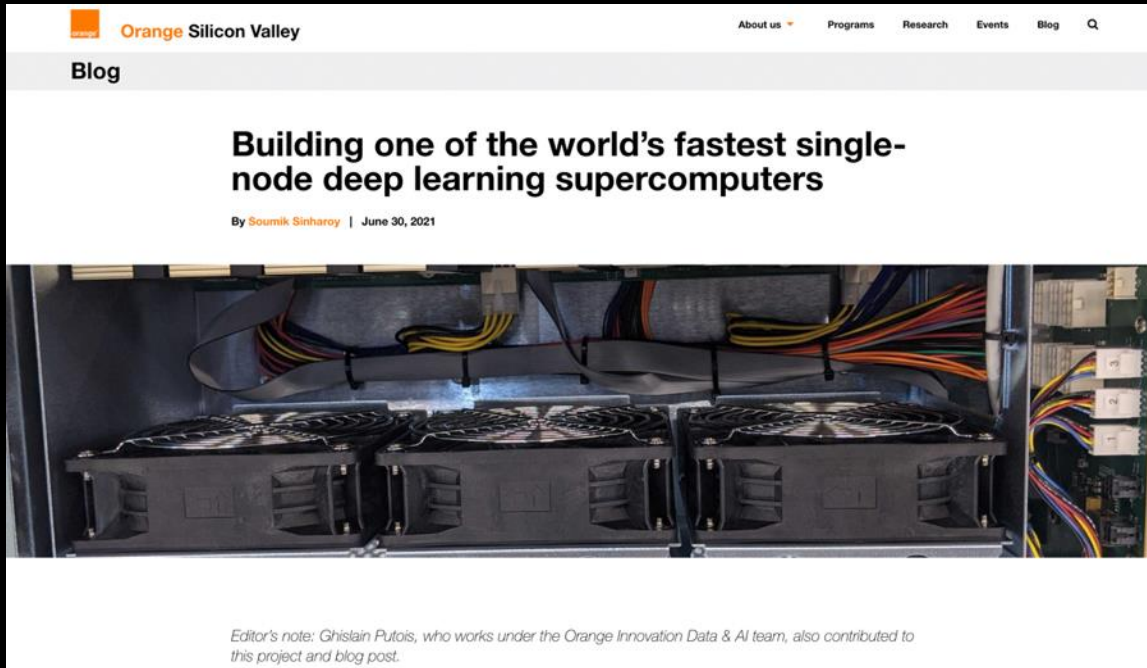 orange
Orange Silicon Valley
About us Programs Research Events Blog
Blog
Building one of the world's fastest single-
node deep learning supercomputers
By Soumik Sinharoy | June 30, 2021
3
2
1
Editor's note: Ghislain Putois, who works under the Orange Innovation Data & AI team, also contributed to
this project and blog post.